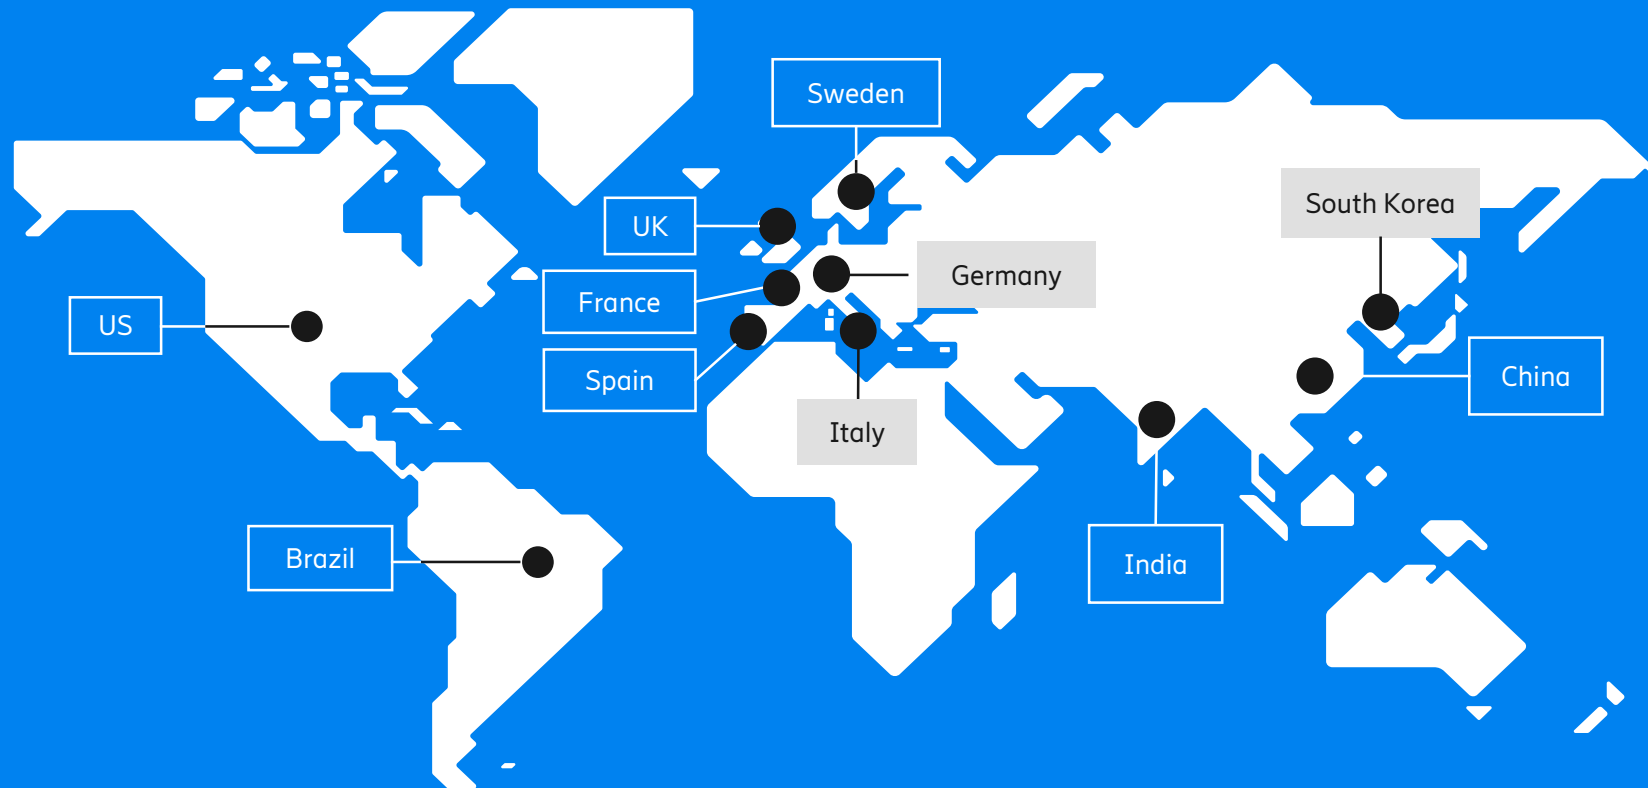 Sweden
South Korea
UK
Germany
France
US
China
Spain
Italy
Brazil
India